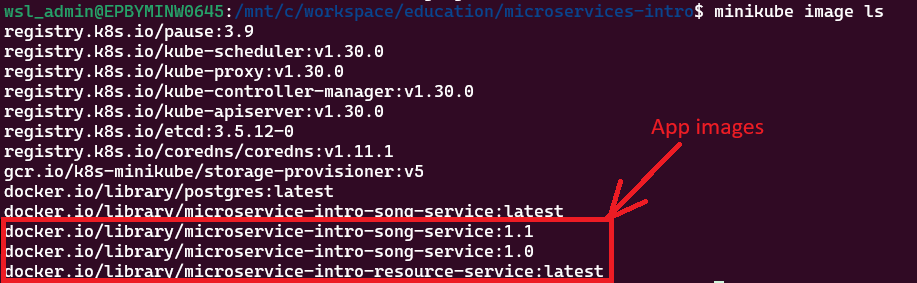 wsl_admin@EPBYMINW0645:/mnt/c/workspace/education/microservices-intro$ minikube image ls
registry.k8s.io/pause:3.9
registry.k8s.io/kube-scheduler:v1.30.0
registry.k8s.io/kube-proxy:v1.30.0
registry.k8s.io/kube-controller-manager:v1.30.0
registry.k8s.io/kube-apiserver:v1.30.0
registry.k8s.io/etcd:3.5.12-0
registry.k8s.io/coredns/coredns:v1.11.1
gcr.io/k8s-minikube/storage-provisioner:v5
docker.io/library/postgres:latest
docker.io/library/microservice-intro-song-service:latest
docker.io/library/microservice-intro-song-service:1.1
docker.io/library/microservice-intro-song-service:1.0
docker.io/library/microservice-intro-resource-service:latest
App images